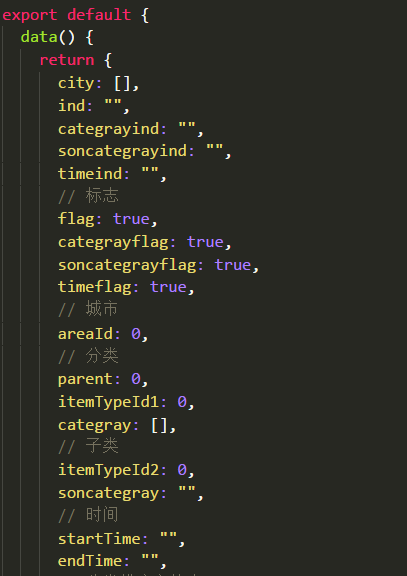 export default {
data() {
return {
city: [],
ind: "",
categrayind: "",
soncategrayind: "",
timeind: "",
// 标志
flag: true,
categrayflag: true,
soncategrayflag: true,
timeflag: true,
// 城市
areaId: 0,
// 分类
parent: 0,
itemTypeId1: 0,
categray: [],
// 子类
itemTypeId2: 0,
soncategray: "",
// 时间
startTime: "",
endTime: "",